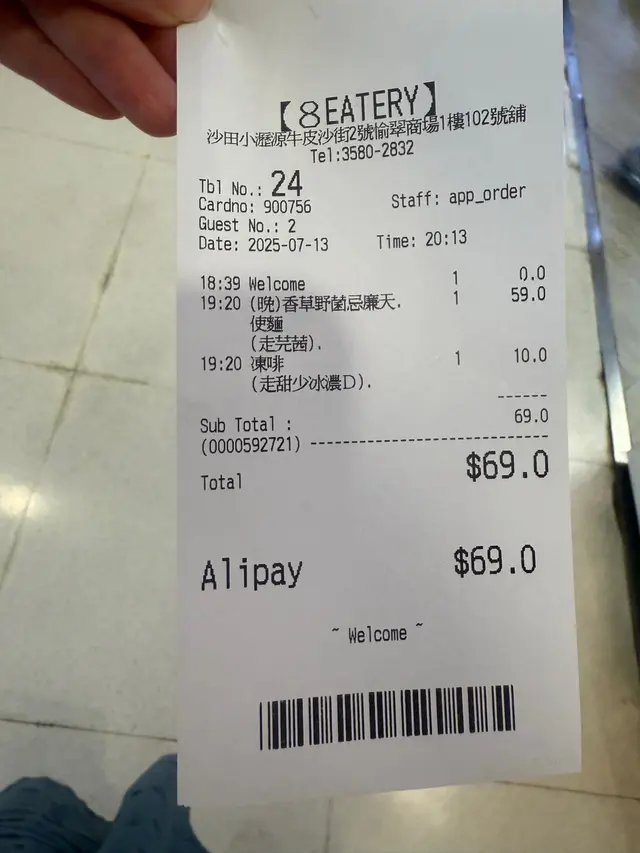 【8EATERY】
沙田小瀝源牛皮沙街2號愉翠商場1樓102號舖
Tel:3580-2832
Tbl No.: 24
Cardno: 900756 Staff: app_order
Guest No.: 2
Date: 2025-07-13 Time: 20:13
18:39 Welcome 1 0.0
19:20 (晚)香草野菌忌廉天. 1 59.0
使麵
(走芫茜).
19:20 凍啡 1 10.0
(走甜少冰濃D).
------
Sub Total : 69.0
(0000592721) ---------------------------
Total $69.0
Alipay $69.0
~ Welcome ~